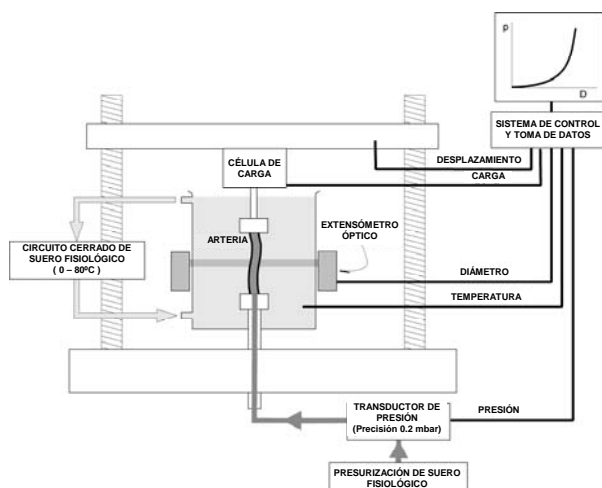 P
D
SISTEMA DE CONTROL
Y TOMA DE DATOS
DESPLAZAMIENTO
CÉLULA DE
CARGA
CARGA
ARTERIA
EXTENSÓMETRO
ÓPTICO
CIRCUITO CERRADO DE
SUERO FISIOLÓGICO
( 0 – 80ºC )
DIÁMETRO
TEMPERATURA
TRANSDUCTOR DE
PRESIÓN
(Precisión 0.2 mbar)
PRESIÓN
PRESURIZACIÓN DE SUERO
FISIOLÓGICO